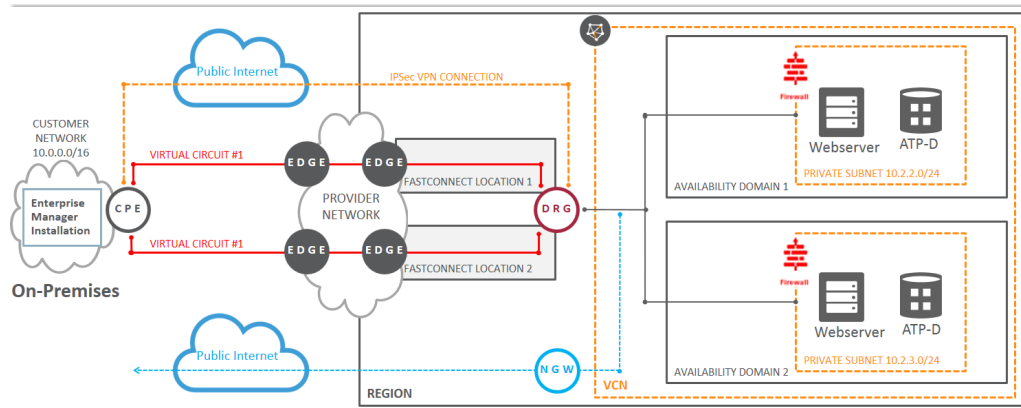 Public Internet
IPSec VPN CONNECTION
CUSTOMER
NETWORK
10.0.0.0/16
Enterprise
Manager
Installation
CPE
On-Premises
VIRTUAL CIRCUIT #1
VIRTUAL CIRCUIT #1
EDGE
EDGE
PROVIDER
NETWORK
EDGE
EDGE
FASTCONNECT LOCATION 1
FASTCONNECT LOCATION 2
DRG
Public Internet
NGW
REGION
VCN
Firewall
Webserver
ATP-D
PRIVATE SUBNET 10.2.2.0/24
AVAILABILITY DOMAIN 1
Firewall
Webserver
ATP-D
PRIVATE SUBNET 10.2.3.0/24
AVAILABILITY DOMAIN 2